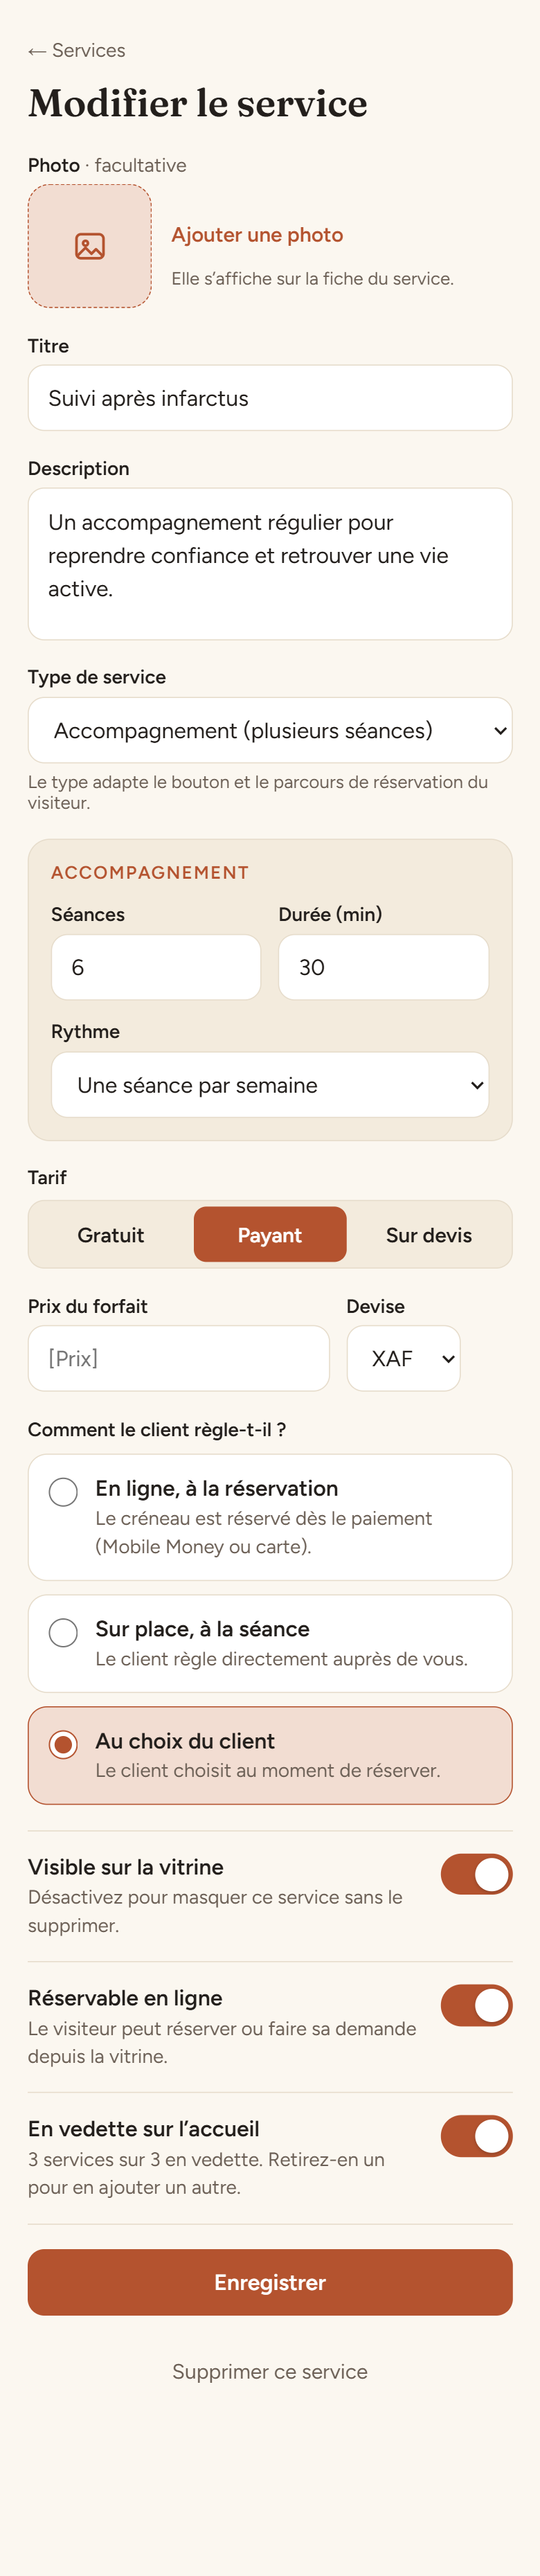 ← Services
Modifier le service
Photo · facultative
Ajouter une photo
Elle s’affiche sur la fiche du service.
Titre
Suivi après infarctus
Description
Un accompagnement régulier pour
reprendre confiance et retrouver une vie
active.
Type de service
Accompagnement (plusieurs séances)
Le type adapte le bouton et le parcours de réservation du
visiteur.
ACCOMPAGNEMENT
Séances
Durée (min)
6
30
Rythme
Une séance par semaine
Tarif
Gratuit
Payant
Sur devis
Prix du forfait
Devise
[Prix]
XAF
Comment le client règle-t-il ?
En ligne, à la réservation
Le créneau est réservé dès le paiement
(Mobile Money ou carte).
Sur place, à la séance
Le client règle directement auprès de vous.
Au choix du client
Le client choisit au moment de réserver.
Visible sur la vitrine
Désactivez pour masquer ce service sans le
supprimer.
Réservable en ligne
Le visiteur peut réserver ou faire sa demande
depuis la vitrine.
En vedette sur l’accueil
3 services sur 3 en vedette. Retirez-en un
pour en ajouter un autre.
Enregistrer
Supprimer ce service